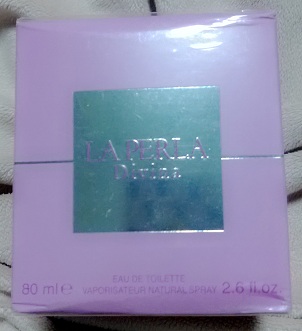 LA PERLA
Divina
EAU DE TOILETTE
80 ml e VAPORISATEUR NATURAL SPRAY 2.6 fl.oz.